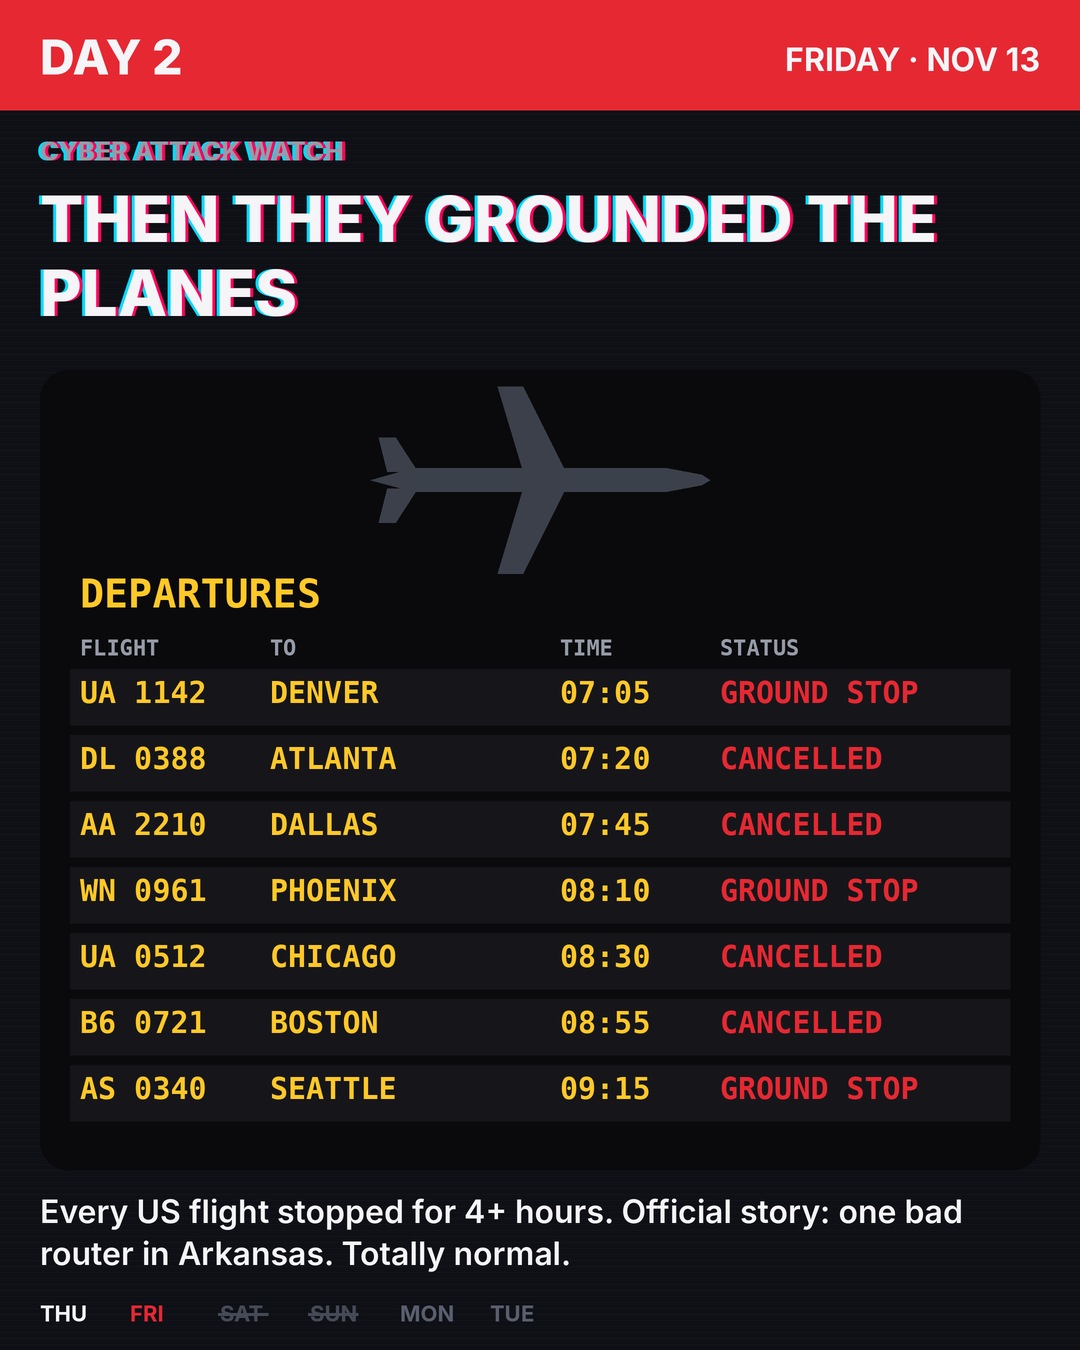 DAY 2
FRIDAY · NOV 13
CYBER ATTACK WATCH
THEN THEY GROUNDED THE
PLANES
DEPARTURES
FLIGHT TO TIME STATUS
UA 1142 DENVER 07:05 GROUND STOP
DL 0388 ATLANTA 07:20 CANCELLED
AA 2210 DALLAS 07:45 CANCELLED
WN 0961 PHOENIX 08:10 GROUND STOP
UA 0512 CHICAGO 08:30 CANCELLED
B6 0721 BOSTON 08:55 CANCELLED
AS 0340 SEATTLE 09:15 GROUND STOP
Every US flight stopped for 4+ hours. Official story: one bad
router in Arkansas. Totally normal.
THU FRI SAT SUN MON TUE